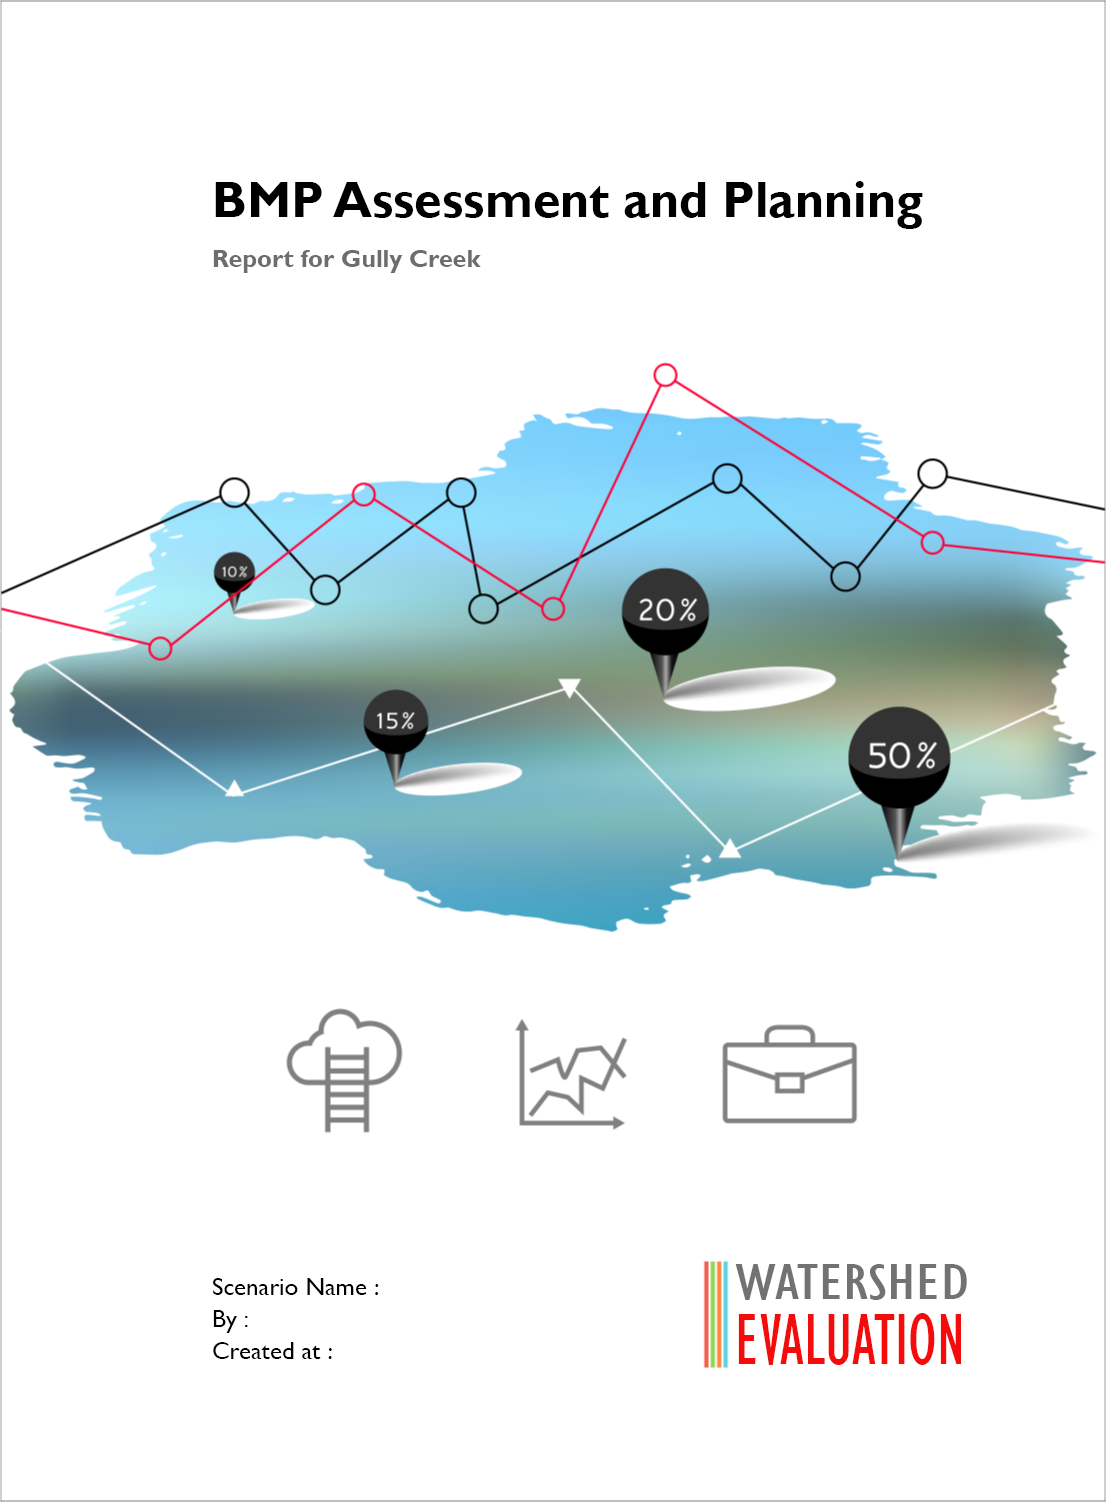 BMP Assessment and Planning
Report for Gully Creek
10%
20%
15%
50%
Scenario Name :
By :
Created at :
WATERSHED
EVALUATION